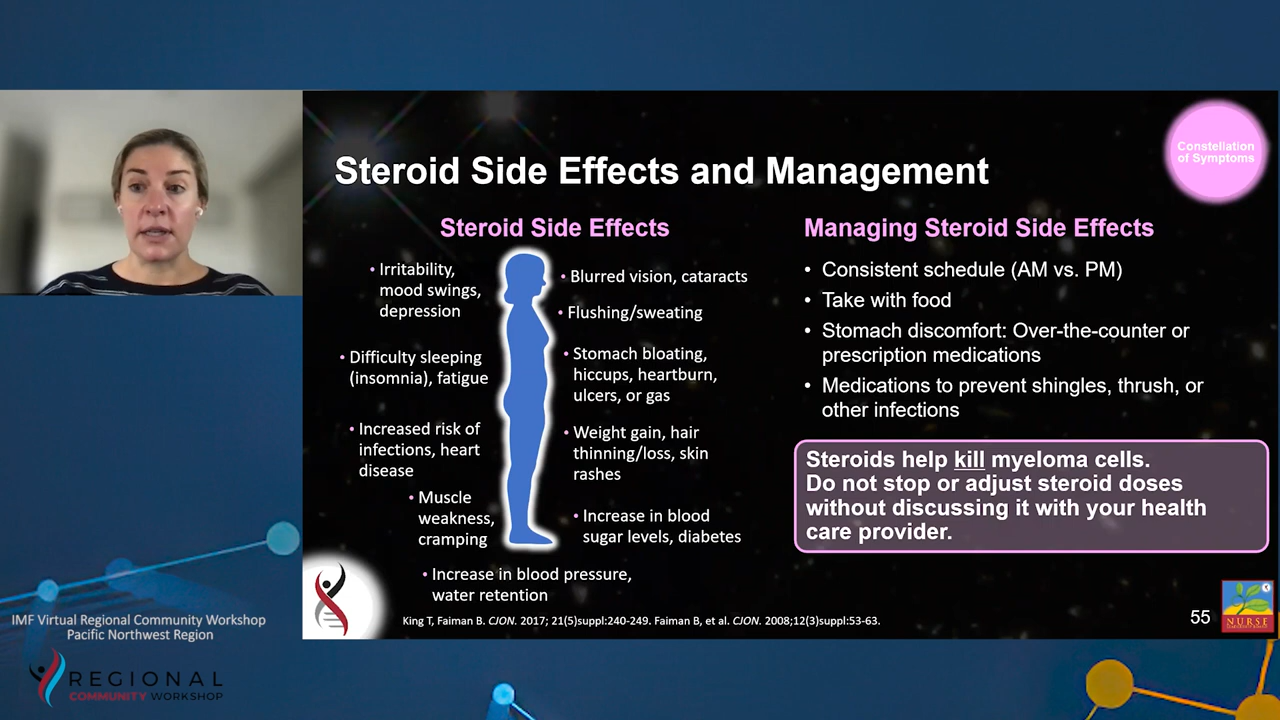 Constellation
of Symptoms
Steroid Side Effects and Management
Steroid Side Effects
• Irritability,
mood swings,
depression
• Difficulty sleeping
(insomnia), fatigue
• Increased risk of
infections, heart
disease
• Muscle
weakness,
cramping
• Increase in blood pressure,
water retention
• Blurred vision, cataracts
• Flushing/sweating
• Stomach bloating,
hiccups, heartburn,
ulcers, or gas
• Weight gain, hair
thinning/loss, skin
rashes
• Increase in blood
sugar levels, diabetes
Managing Steroid Side Effects
• Consistent schedule (AM vs. PM)
• Take with food
• Stomach discomfort: Over-the-counter or
prescription medications
• Medications to prevent shingles, thrush, or
other infections
Steroids help kill myeloma cells.
Do not stop or adjust steroid doses
without discussing it with your health
care provider.
King T, Faiman B. CJON. 2017; 21(5)suppl:240-249. Faiman B, et al. CJON. 2008;12(3)suppl:53-63.
55
NURSE
IMF Virtual Regional Community Workshop
Pacific Northwest Region
REGIONAL
COMMUNITY WORKSHOP